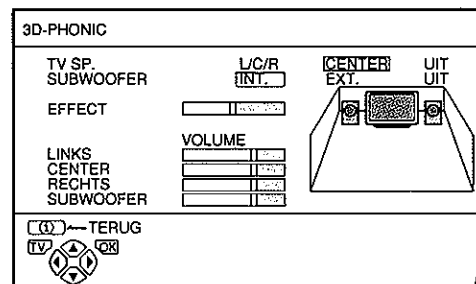 3D-PHONIC
TV SP. L/C/R CENTER UIT
SUBWOOFER INT. EXT. UIT
EFFECT
VOLUME
LINKS
CENTER
RECHTS
SUBWOOFER
TERUG
TV OK